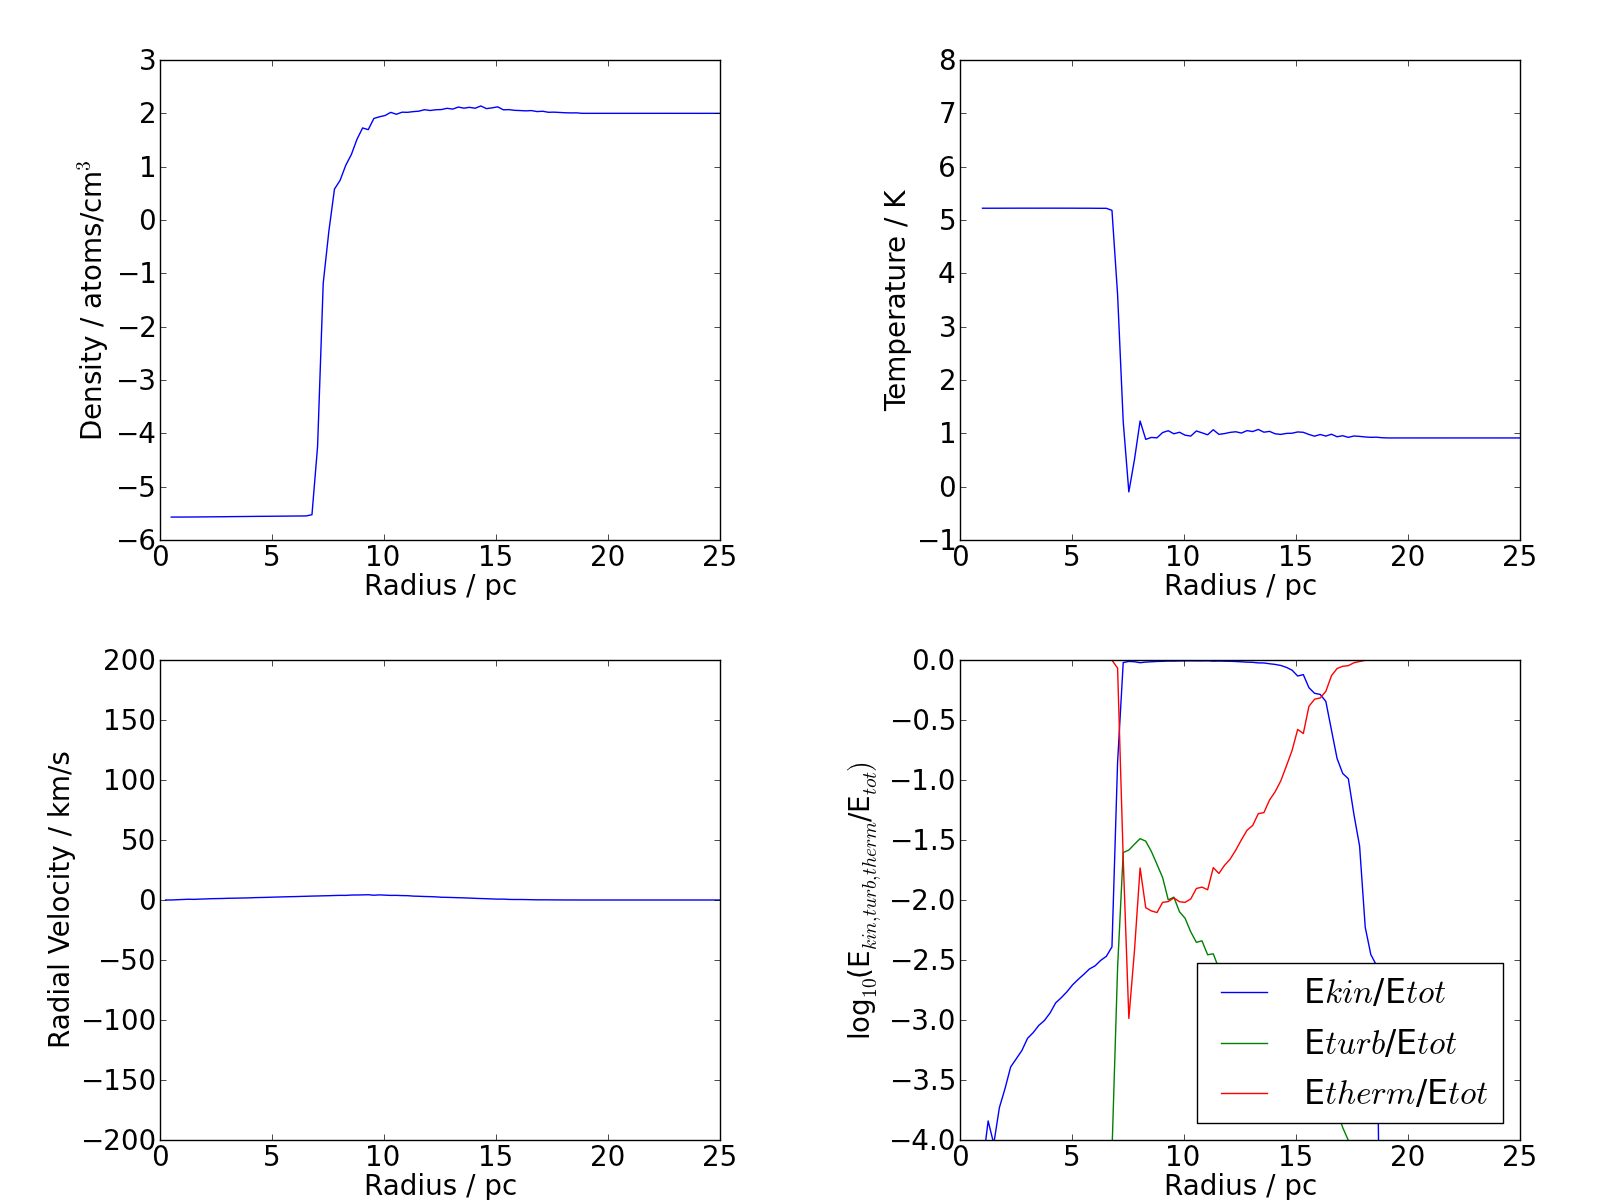 3
2
1
0
−1
−2
−3
−4
−5
−6
0 5 10 15 20 25
Density / atoms/cm³
Radius / pc
8
7
6
5
4
3
2
1
0
−1
0 5 10 15 20 25
Temperature / K
Radius / pc
200
150
100
50
0
−50
−100
−150
−200
0 5 10 15 20 25
Radial Velocity / km/s
Radius / pc
0.0
−0.5
−1.0
−1.5
−2.0
−2.5
−3.0
−3.5
−4.0
0 5 10 15 20 25
log₁₀(E_kin,turb,therm/E_tot)
Radius / pc
Ekin/Etot
Eturb/Etot
Etherm/Etot